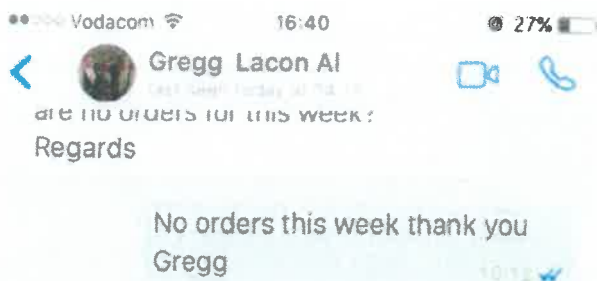 Vodacom 16:40 27%
Gregg Lacon Al
are no orders for this week?
Regards
No orders this week thank you
Gregg